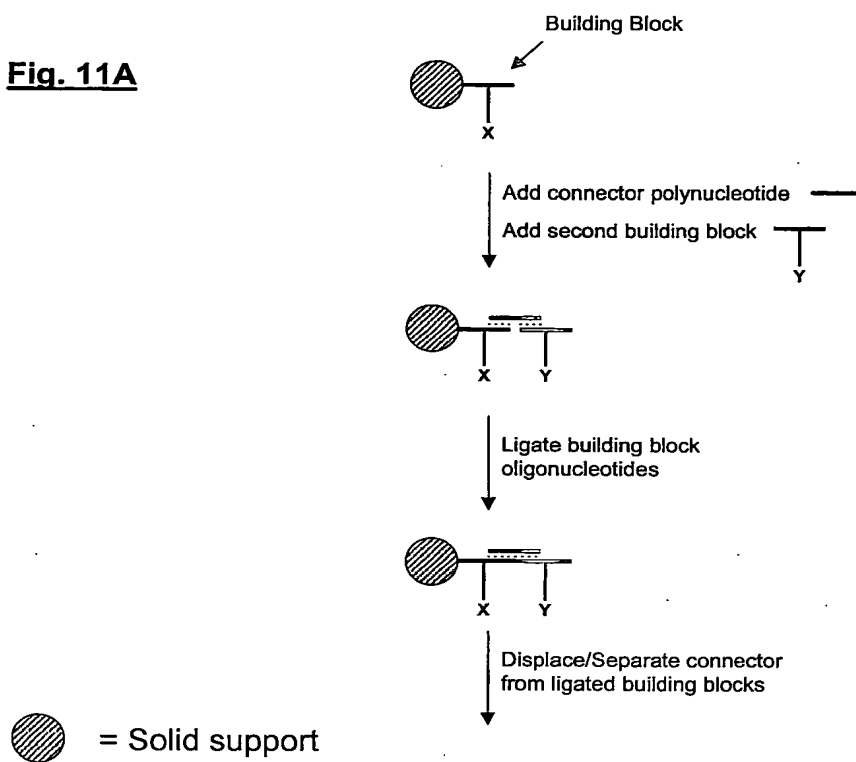 Fig. 11A
Building Block
X
Add connector polynucleotide
Add second building block
Y
X Y
Ligate building block
oligonucleotides
X Y
Displace/Separate connector
from ligated building blocks
= Solid support